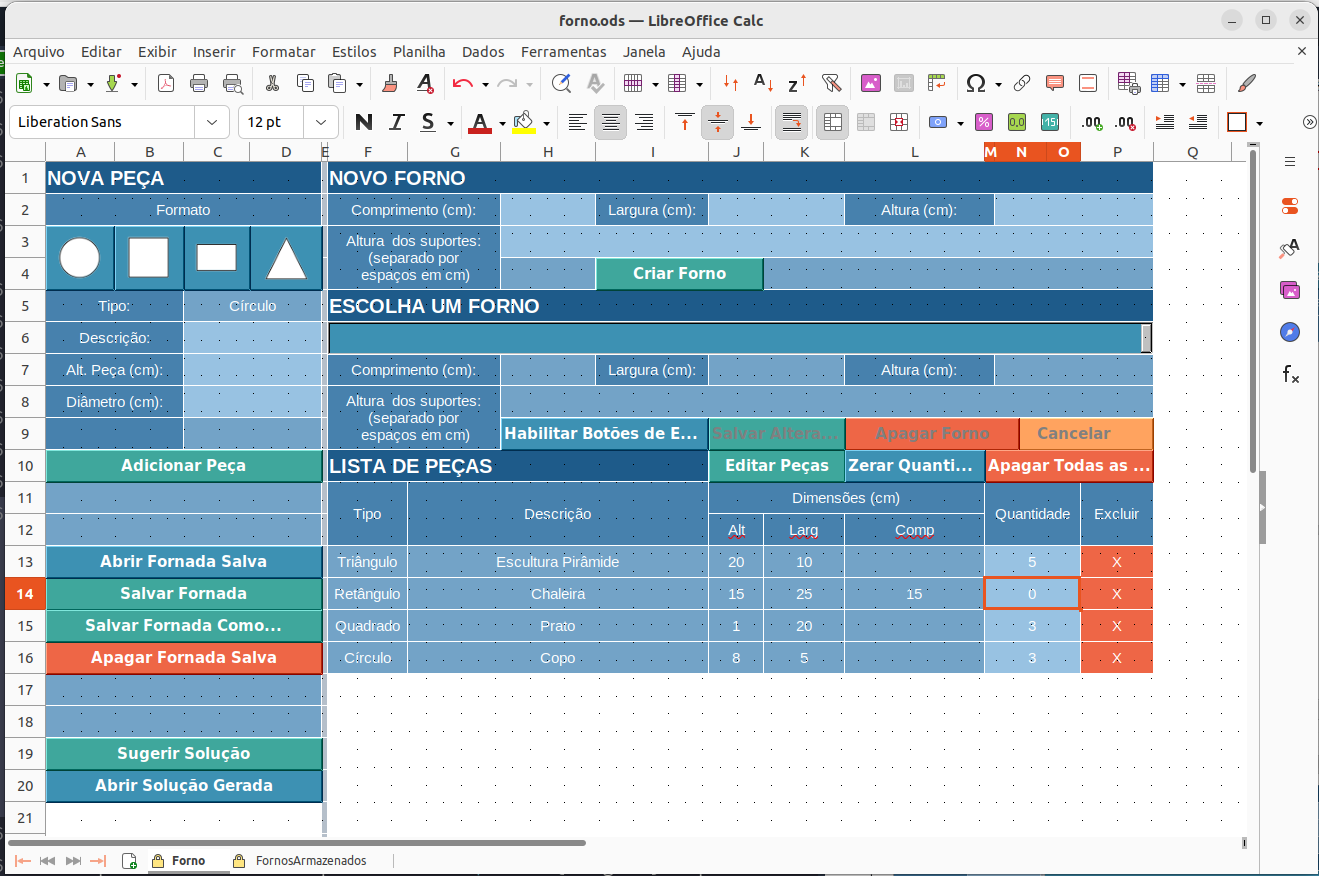 forno.ods — LibreOffice Calc
Arquivo Editar Exibir Inserir Formatar Estilos Planilha Dados Ferramentas Janela Ajuda
Liberation Sans 12 pt N I S
A B C D E F G H I J K L M N O P Q
1 NOVA PEÇA NOVO FORNO
2 Formato Comprimento (cm): Largura (cm): Altura (cm):
3 Altura dos suportes:
(separado por
4 espaços em cm) Criar Forno
5 Tipo: Círculo ESCOLHA UM FORNO
6 Descrição:
7 Alt. Peça (cm): Comprimento (cm): Largura (cm): Altura (cm):
8 Diâmetro (cm): Altura dos suportes:
(separado por
9 espaços em cm) Habilitar Botões de E... Salvar Altera... Apagar Forno Cancelar
10 Adicionar Peça LISTA DE PEÇAS Editar Peças Zerar Quanti... Apagar Todas as ...
11 Tipo Descrição Dimensões (cm) Quantidade Excluir
12 Alt Larg Comp
13 Abrir Fornada Salva Triângulo Escultura Pirâmide 20 10 5 X
14 Salvar Fornada Retângulo Chaleira 15 25 15 0 X
15 Salvar Fornada Como... Quadrado Prato 1 20 3 X
16 Apagar Fornada Salva Círculo Copo 8 5 3 X
17
18
19 Sugerir Solução
20 Abrir Solução Gerada
21
Forno FornosArmazenados